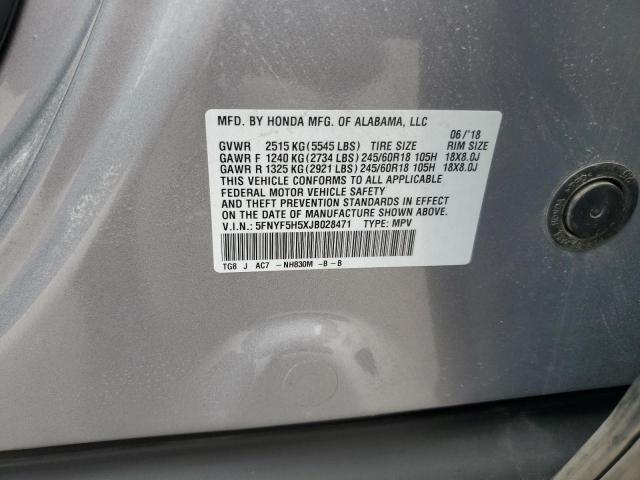 MFD. BY HONDA MFG. OF ALABAMA, LLC
06/'18
GVWR 2515 KG(5545 LBS) TIRE SIZE RIM SIZE
GAWR F 1240 KG(2734 LBS) 245/60R18 105H 18X8.0J
GAWR R 1325 KG(2921 LBS) 245/60R18 105H 18X8.0J
THIS VEHICLE CONFORMS TO ALL APPLICABLE
FEDERAL MOTOR VEHICLE SAFETY
AND THEFT PREVENTION STANDARDS IN EFFECT
ON THE DATE OF MANUFACTURE SHOWN ABOVE.
V.I.N.: 5FNYF5H5XJB028471 TYPE: MPV
TG8 J AC7 -NH830M -B-B